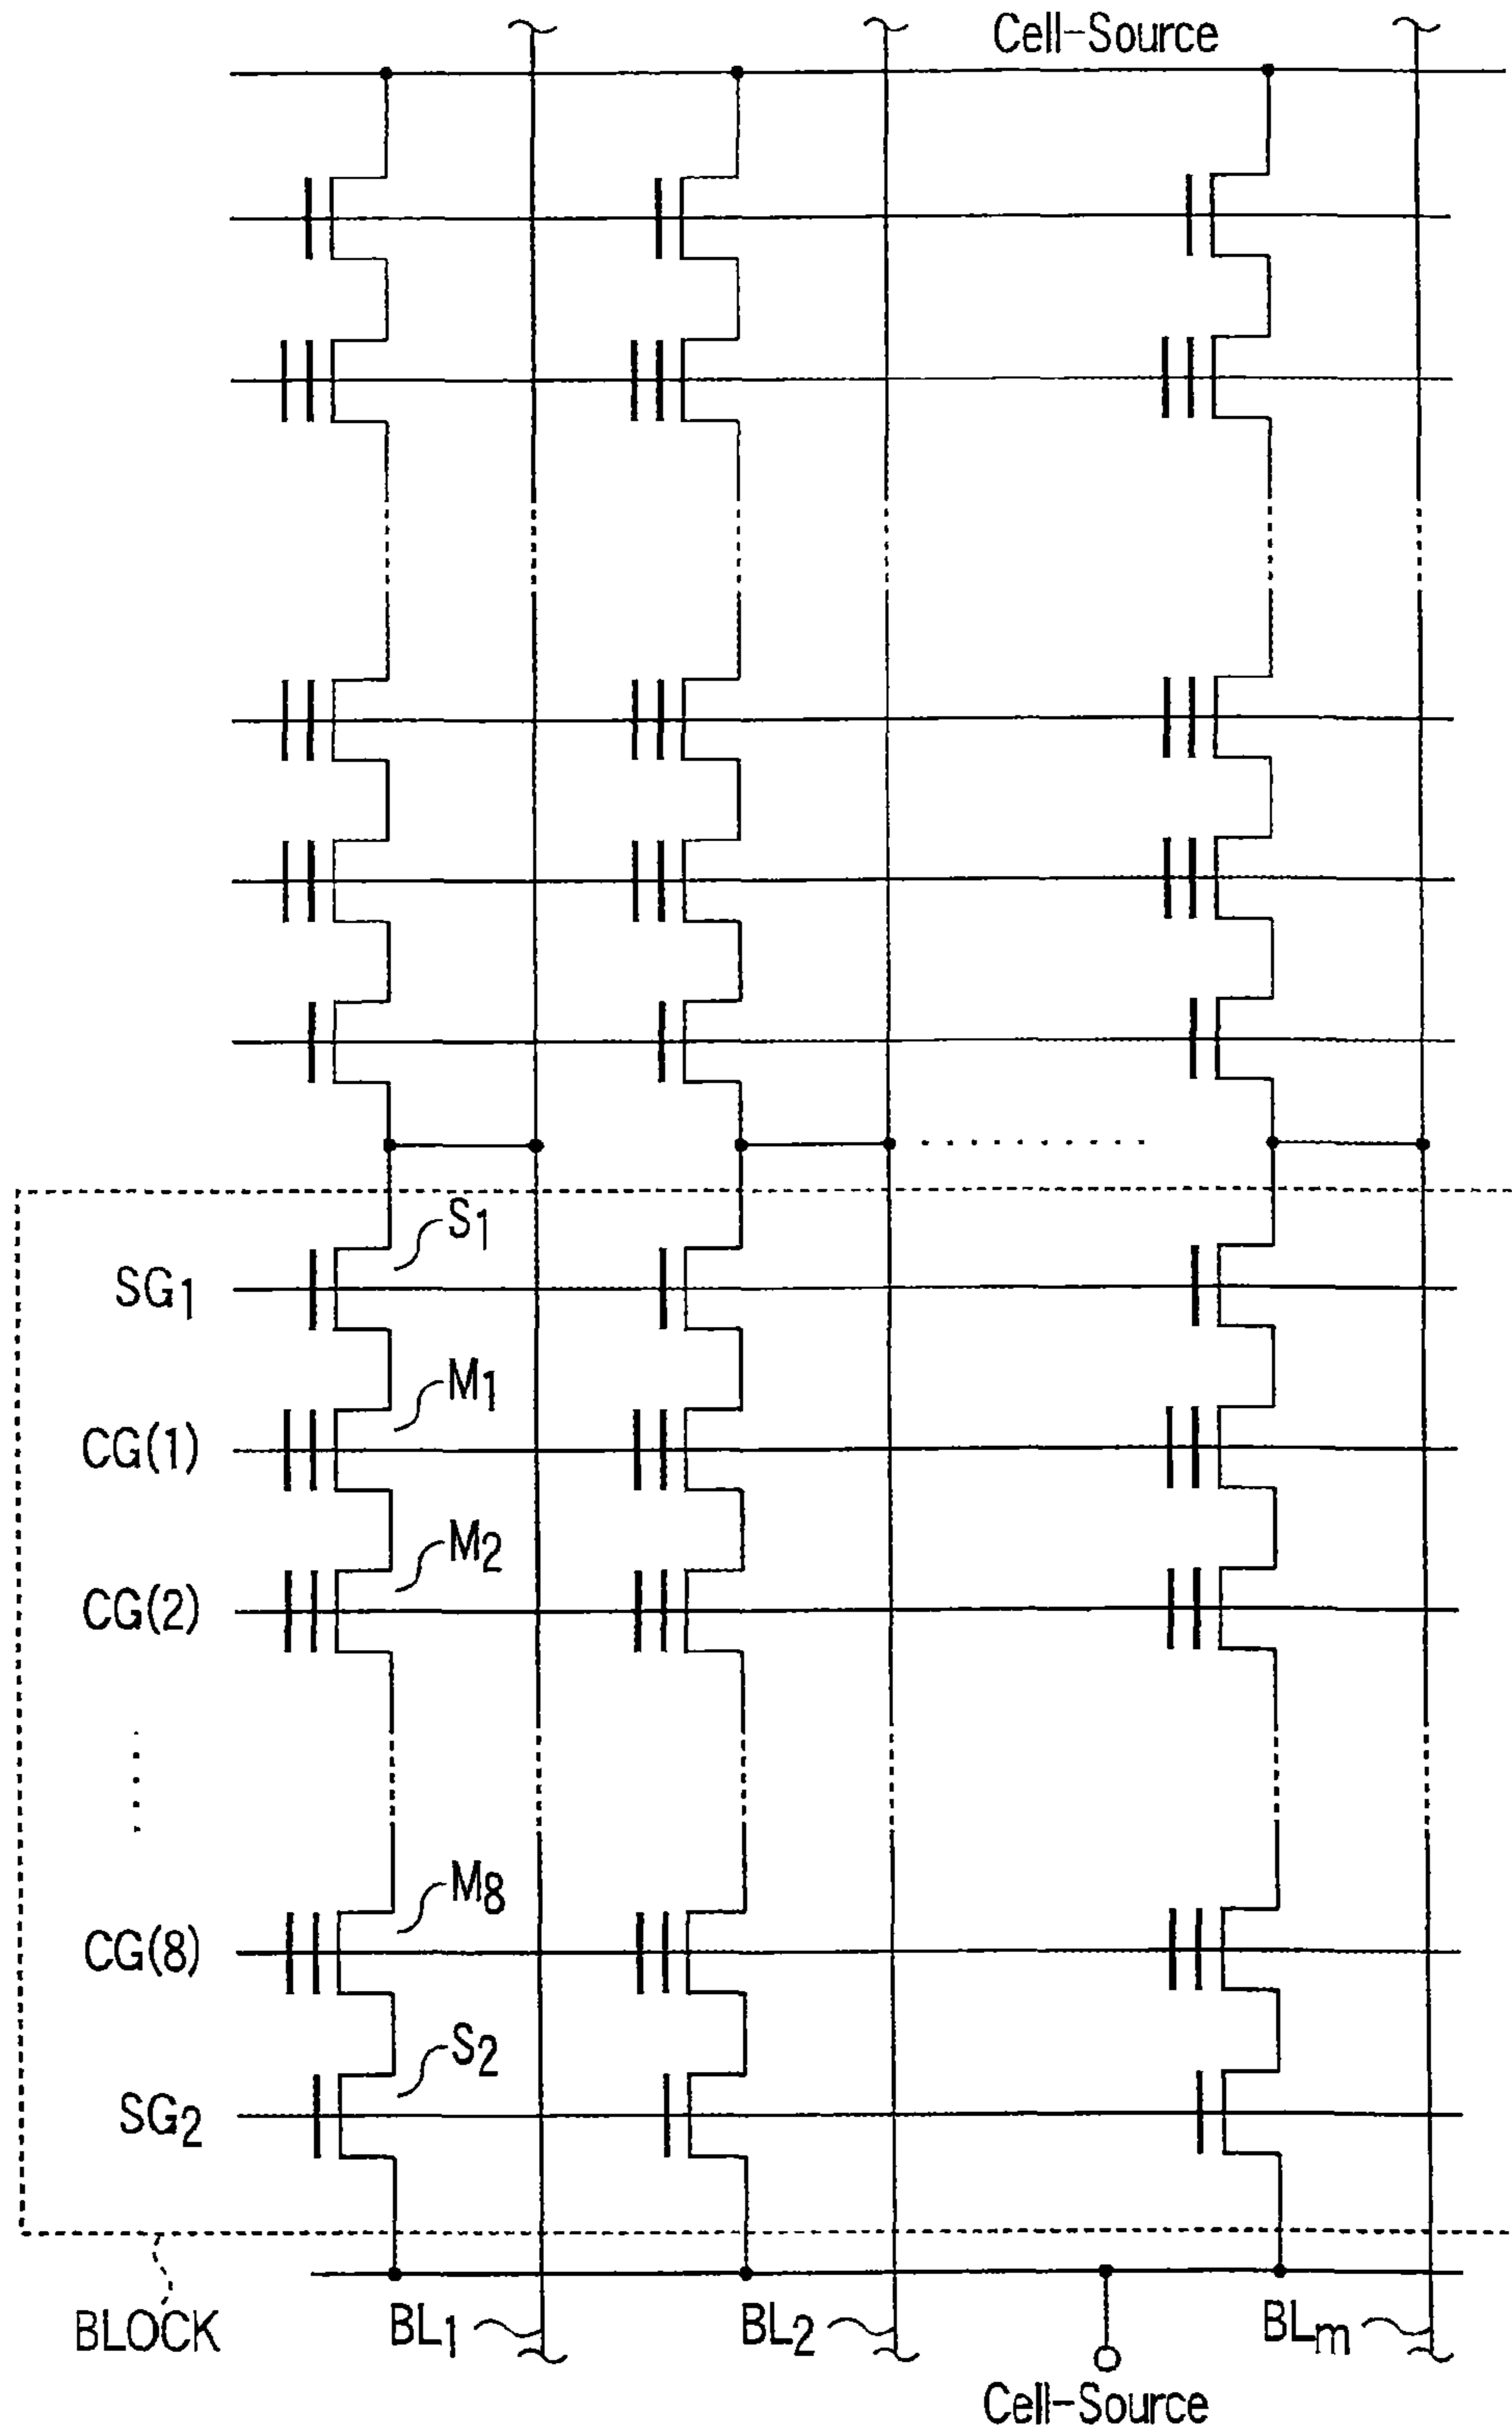 Cell-Source
S1
SG1
M1
CG(1)
M2
CG(2)
M8
CG(8)
S2
SG2
BLOCK
BL1
BL2
BLm
Cell-Source